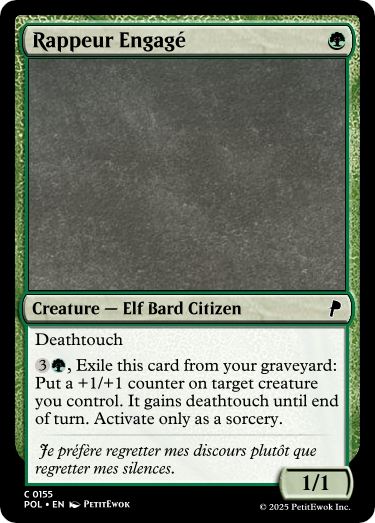 Rappeur Engagé
Creature — Elf Bard Citizen
Deathtouch
3, Exile this card from your graveyard:
Put a +1/+1 counter on target creature
you control. It gains deathtouch until end
of turn. Activate only as a sorcery.
Je préfère regretter mes discours plutôt que
regretter mes silences.
1/1
C 0155
POL • EN PetitEwok
© 2025 PetitEwok Inc.